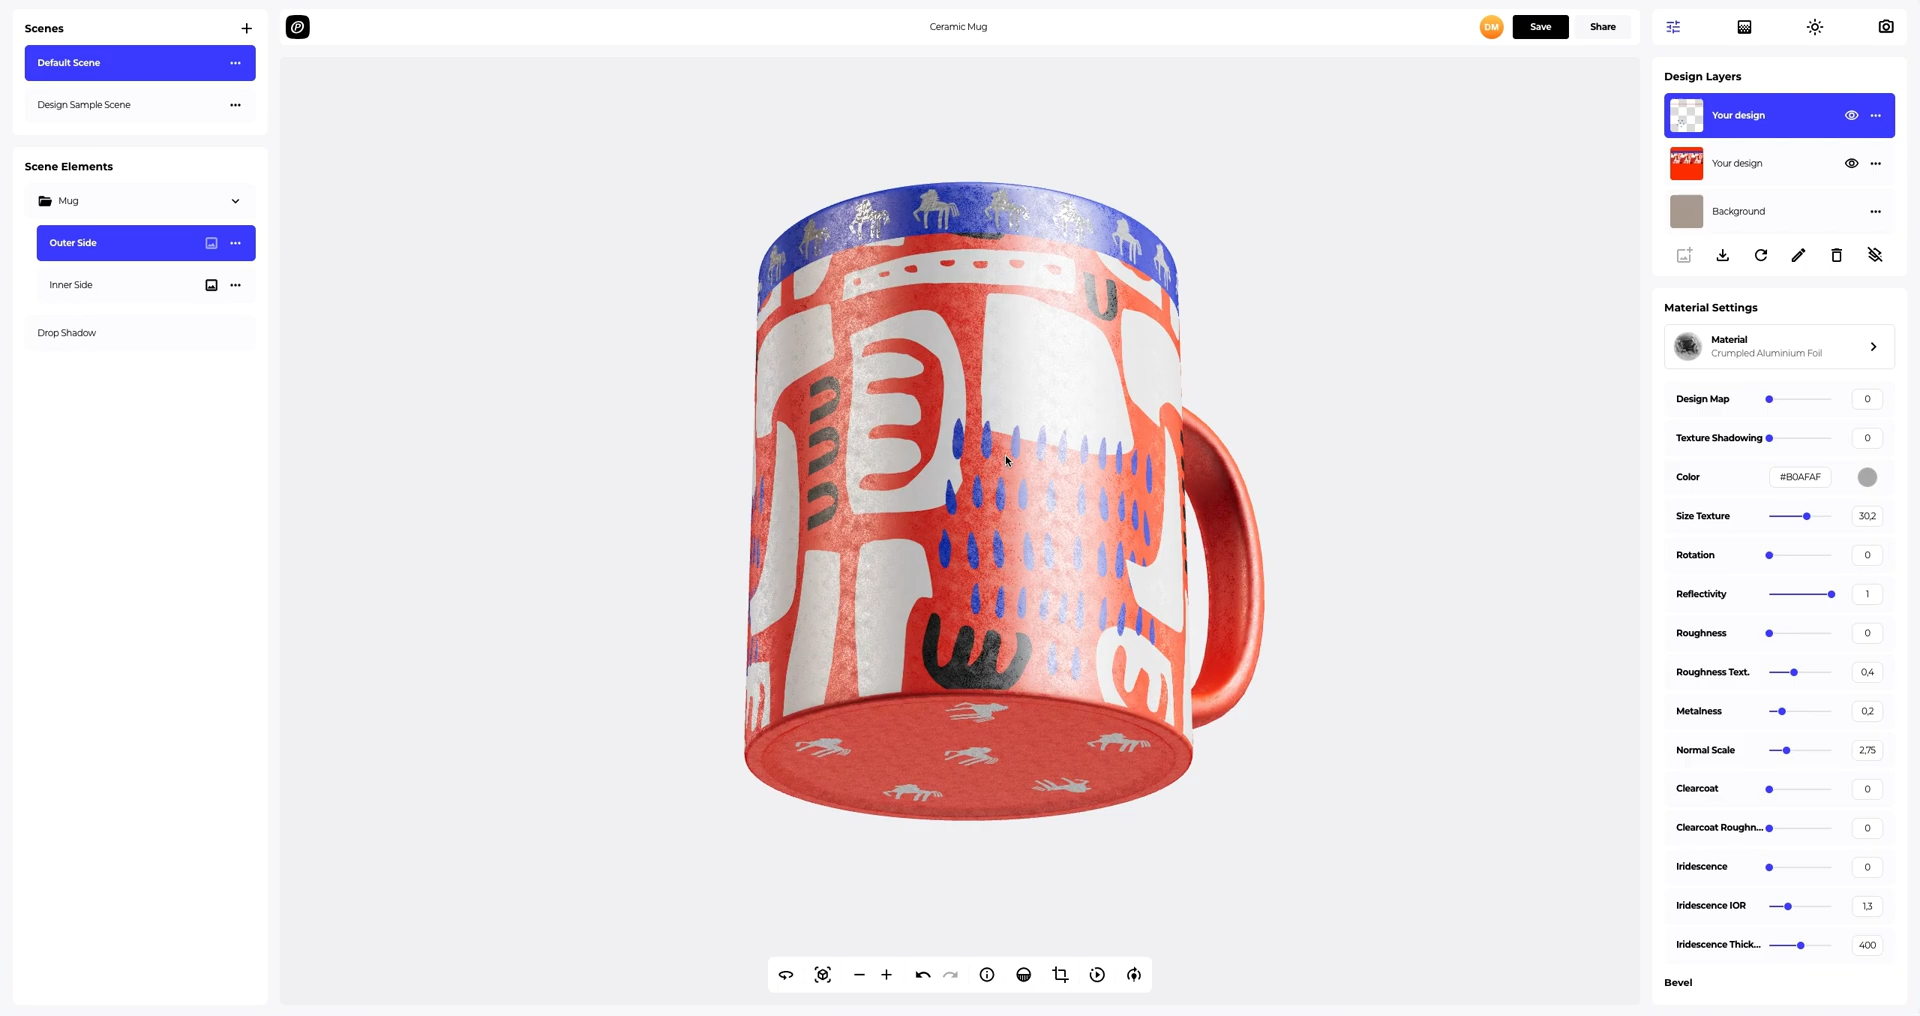 Scenes
Default Scene
Design Sample Scene
Scene Elements
Mug
Outer Side
Inner Side
Drop Shadow
Ceramic Mug
DM
Save
Share
Design Layers
Your design
Your design
Background
Material Settings
Material
Crumpled Aluminium Foil
Design Map 0
Texture Shadowing 0
Color #B0AFAF
Size Texture 30,2
Rotation 0
Reflectivity 1
Roughness 0
Roughness Text. 0,4
Metalness 0,2
Normal Scale 2,75
Clearcoat 0
Clearcoat Roughn... 0
Iridescence 0
Iridescence IOR 1,3
Iridescence Thick... 400
Bevel